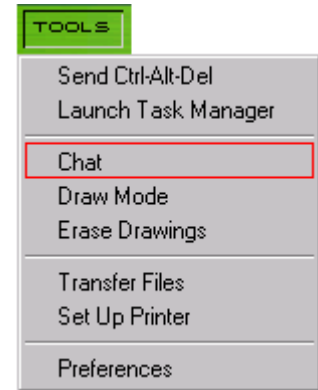 TOOLS
Send Ctrl-Alt-Del
Launch Task Manager
Chat
Draw Mode
Erase Drawings
Transfer Files
Set Up Printer
Preferences